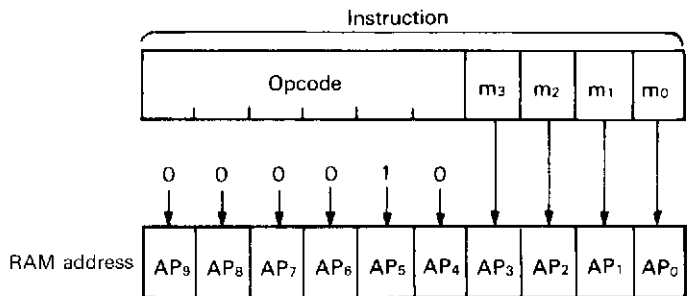 Instruction
Opcode m₃ m₂ m₁ m₀
0 0 0 0 1 0
RAM address AP₉ AP₈ AP₇ AP₆ AP₅ AP₄ AP₃ AP₂ AP₁ AP₀